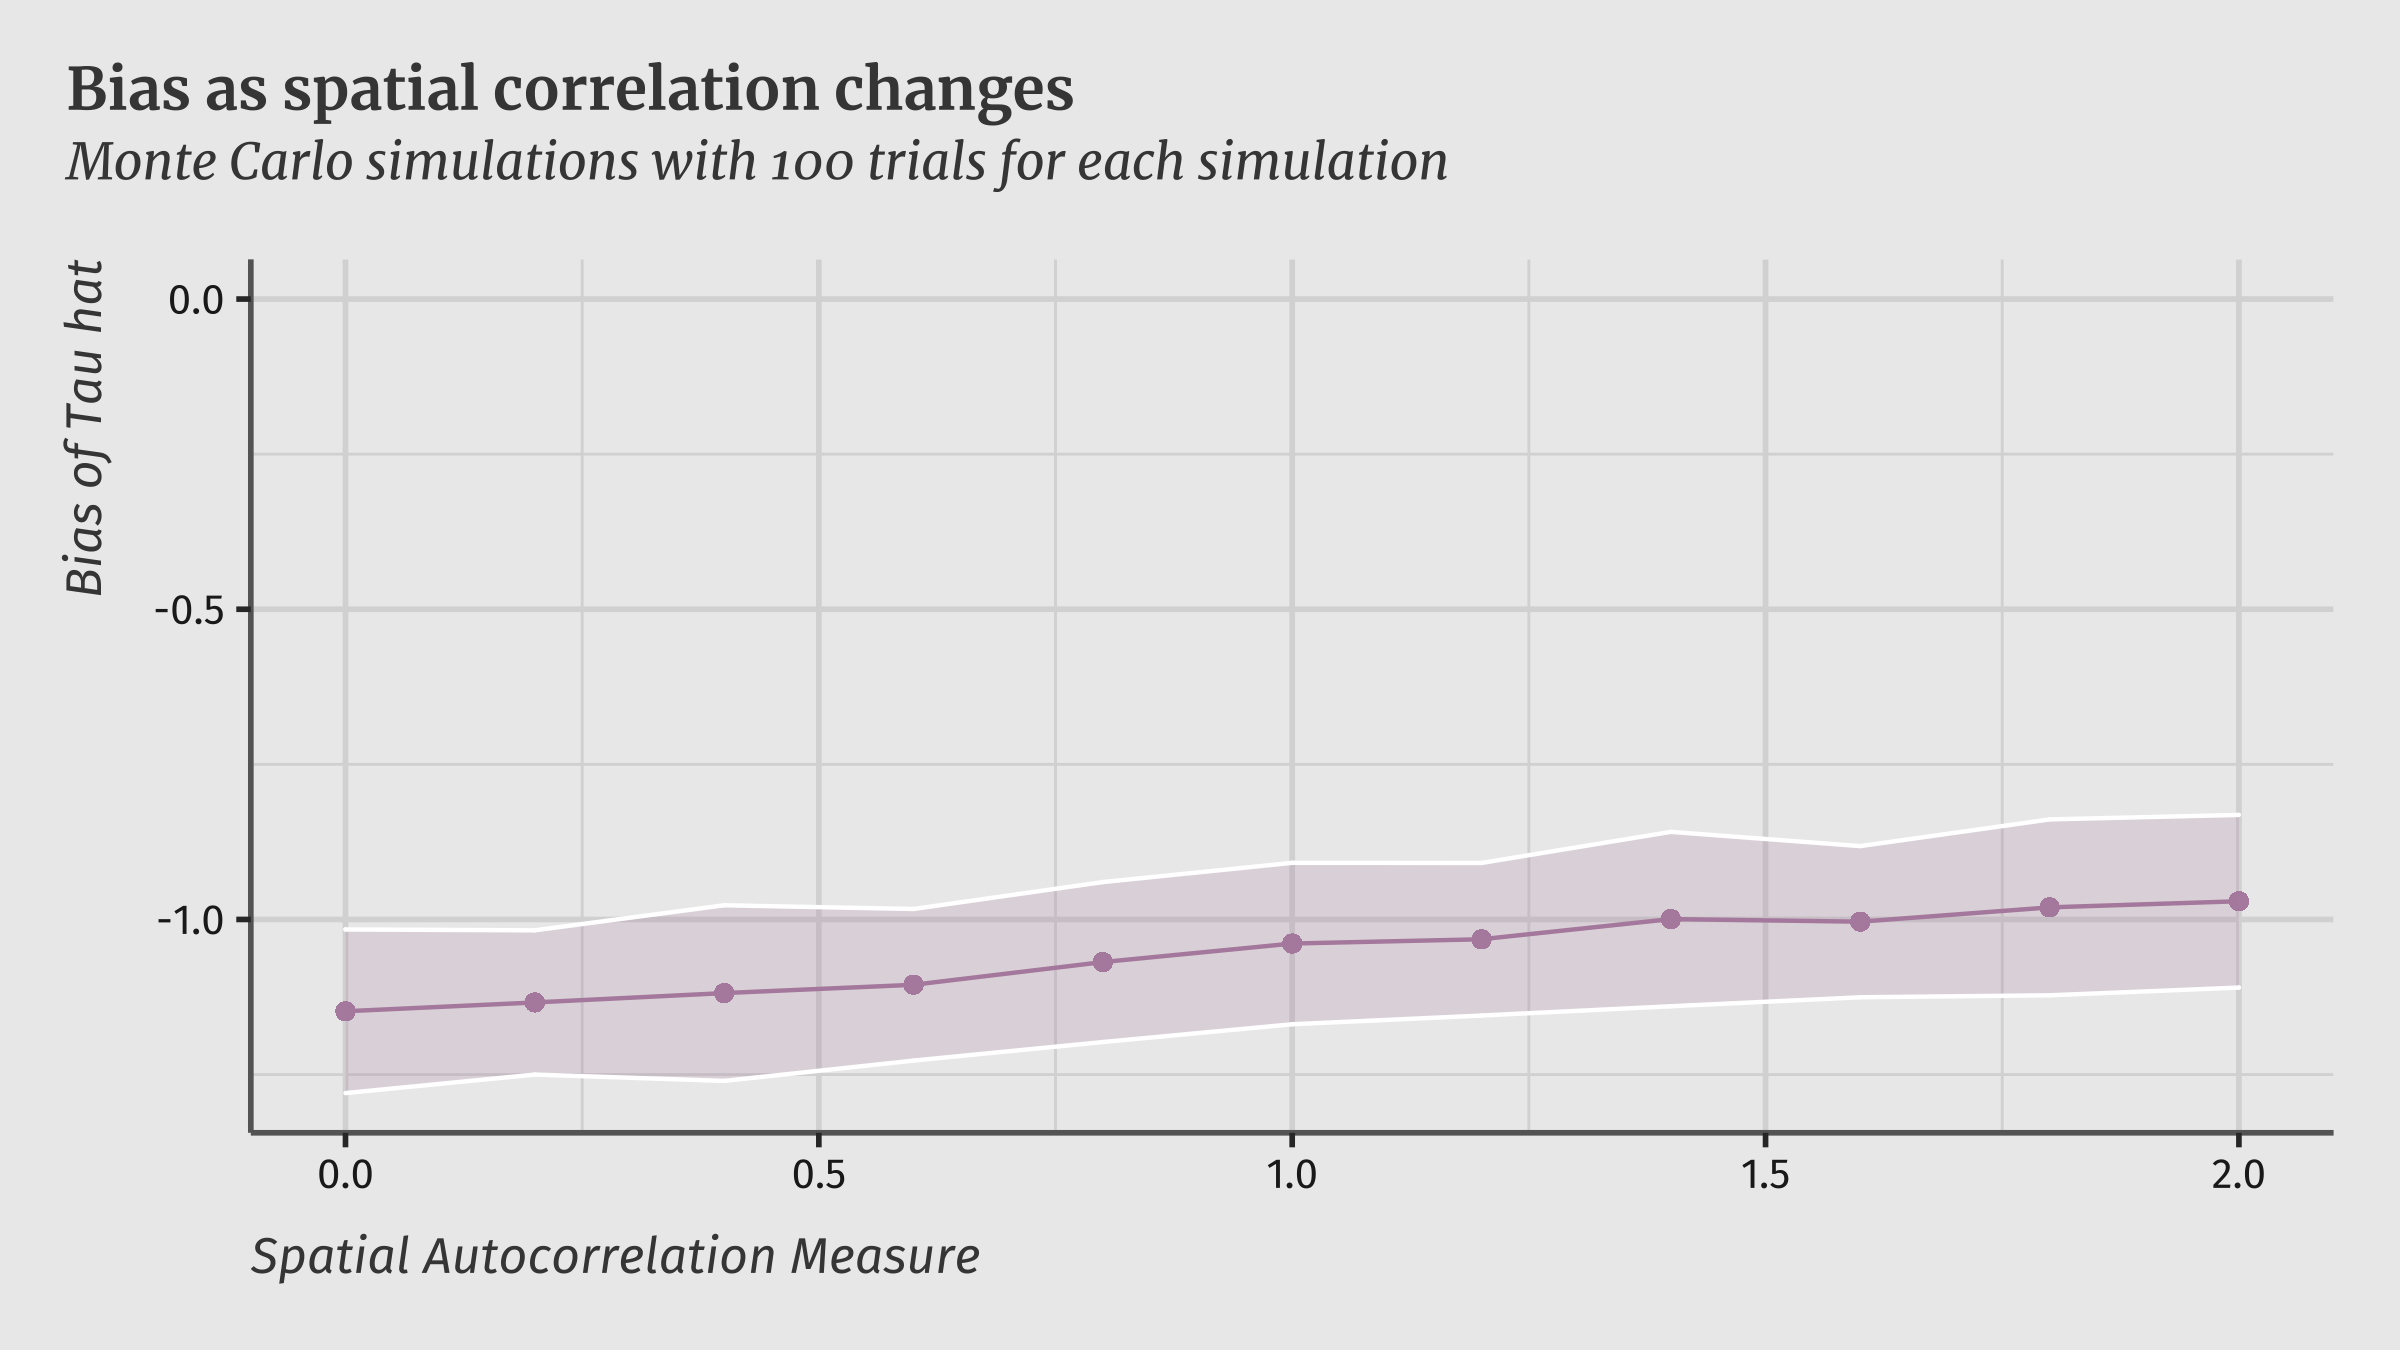 Bias as spatial correlation changes
Monte Carlo simulations with 100 trials for each simulation
Bias of Tau hat
0.0
-0.5
-1.0
0.0 0.5 1.0 1.5 2.0
Spatial Autocorrelation Measure